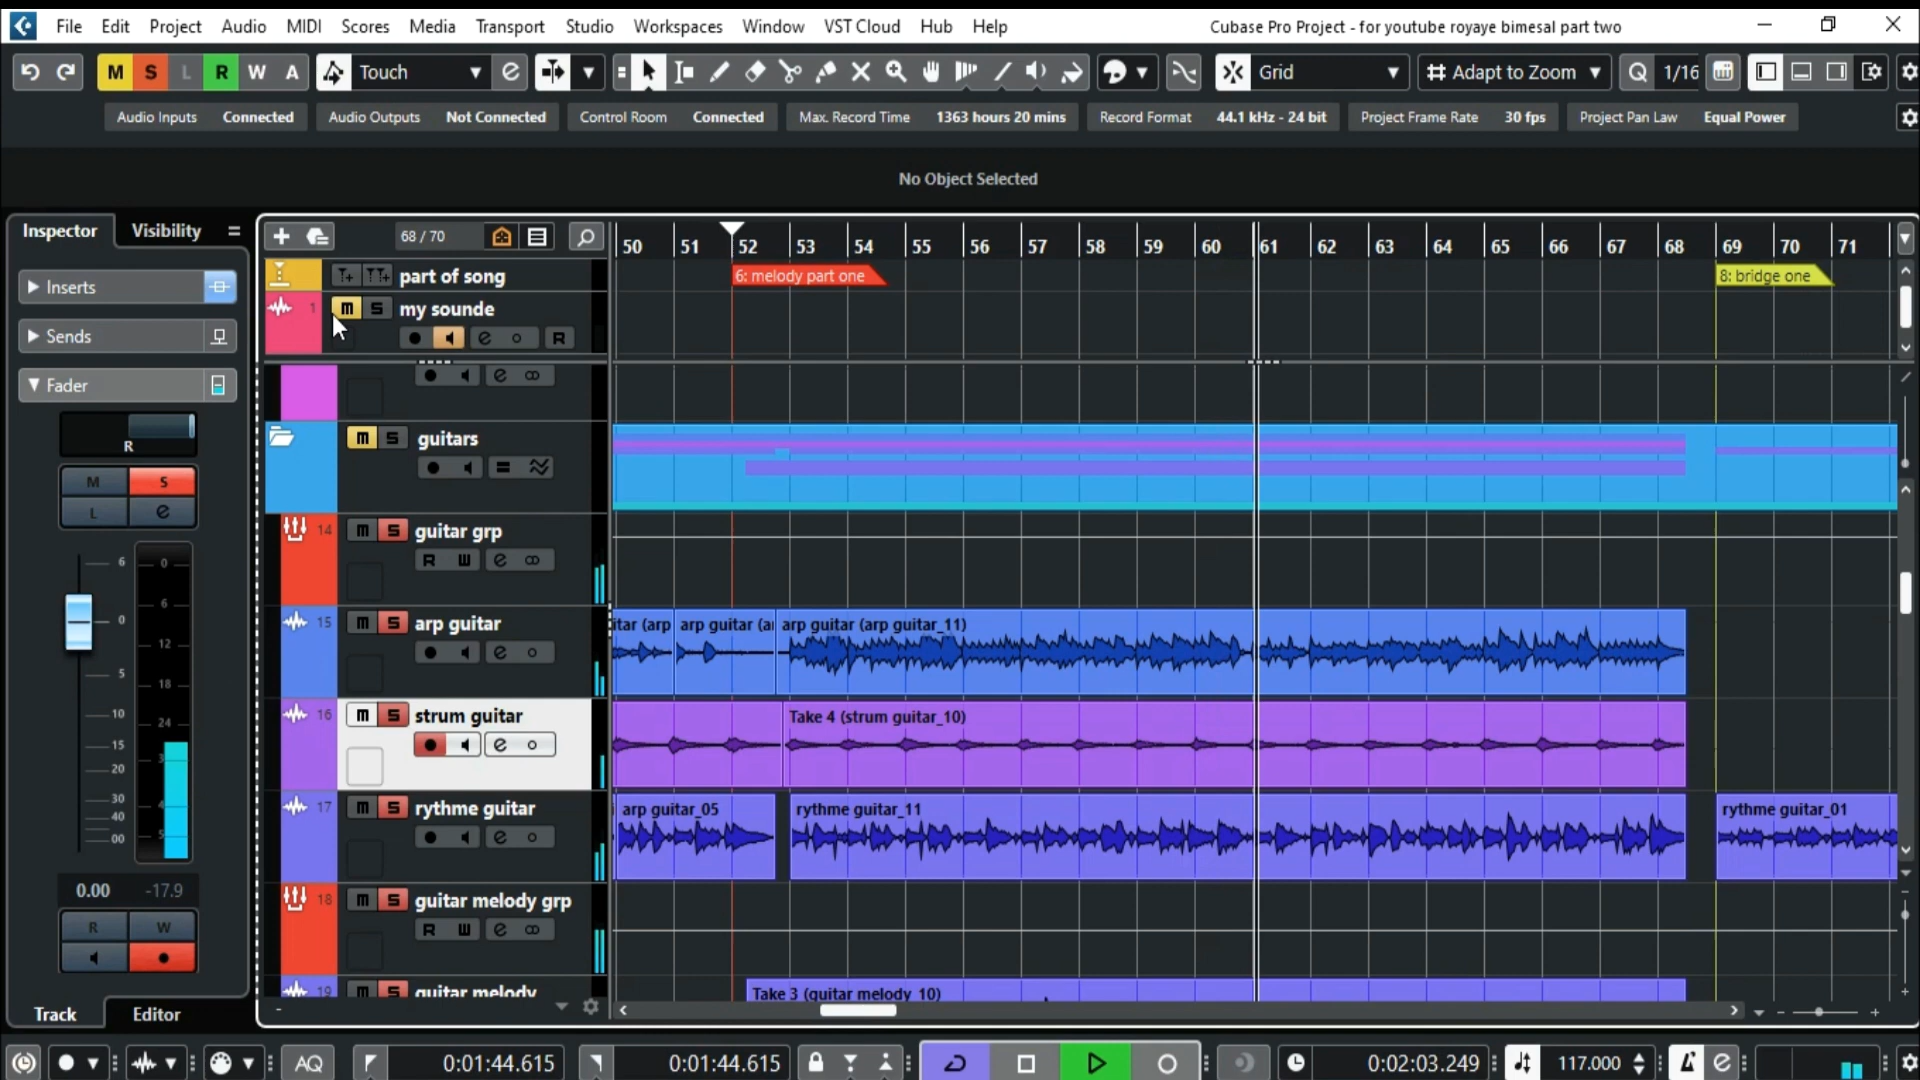 File Edit Project Audio MIDI Scores Media Transport Studio Workspaces Window VST Cloud Hub Help Cubase Pro Project - for youtube royaye bimesal part two
M S L R W A Touch Grid Adapt to Zoom Q 1/16
Audio Inputs Connected Audio Outputs Not Connected Control Room Connected Max. Record Time 1363 hours 20 mins Record Format 44.1 kHz - 24 bit Project Frame Rate 30 fps Project Pan Law Equal Power
No Object Selected
Inspector Visibility 68 / 70
50 51 52 53 54 55 56 57 58 59 60 61 62 63 64 65 66 67 68 69 70 71
Inserts
Sends
Fader
R
M S
L e
6 0
0 6
12
5 18
10 24
15
20
30
40
00
0.00 -17.9
R W
Track Editor
part of song
6: melody part one 8: bridge one
1 m S my sounde
R
m S guitars
14 m S guitar grp
R W
15 m S arp guitar
itar (arp arp guitar (ar arp guitar (arp guitar_11)
16 m S strum guitar
Take 4 (strum guitar_10)
17 m S rythme guitar
arp guitar_05 rythme guitar_11 rythme guitar_01
18 m S guitar melody grp
R W
19 m S guitar melody
Take 3 (guitar melody 10)
AQ 0:01:44.615 0:01:44.615 0:02:03.249 117.000